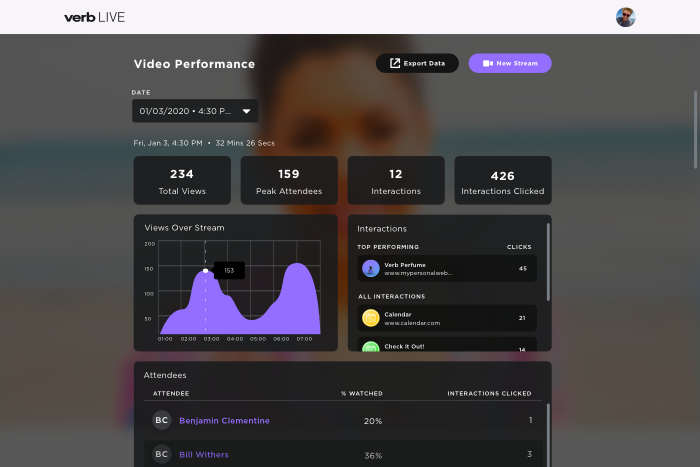 verb LIVE
Video Performance
Export Data
New Stream
DATE
01/03/2020 • 4:30 P...
Fri, Jan 3, 4:30 PM • 32 Mins 26 Secs
234
Total Views
159
Peak Attendees
12
Interactions
426
Interactions Clicked
Views Over Stream
200
150
100
50
153
01:00 02:00 03:00 04:00 05:00 06:00 07:00
Interactions
TOP PERFORMING CLICKS
Verb Perfume
www.mypersonalweb...
45
ALL INTERACTIONS
Calendar
www.calendar.com
21
Check It Out!
14
Attendees
ATTENDEE % WATCHED INTERACTIONS CLICKED
BC Benjamin Clementine 20% 1
BC Bill Withers 36% 3